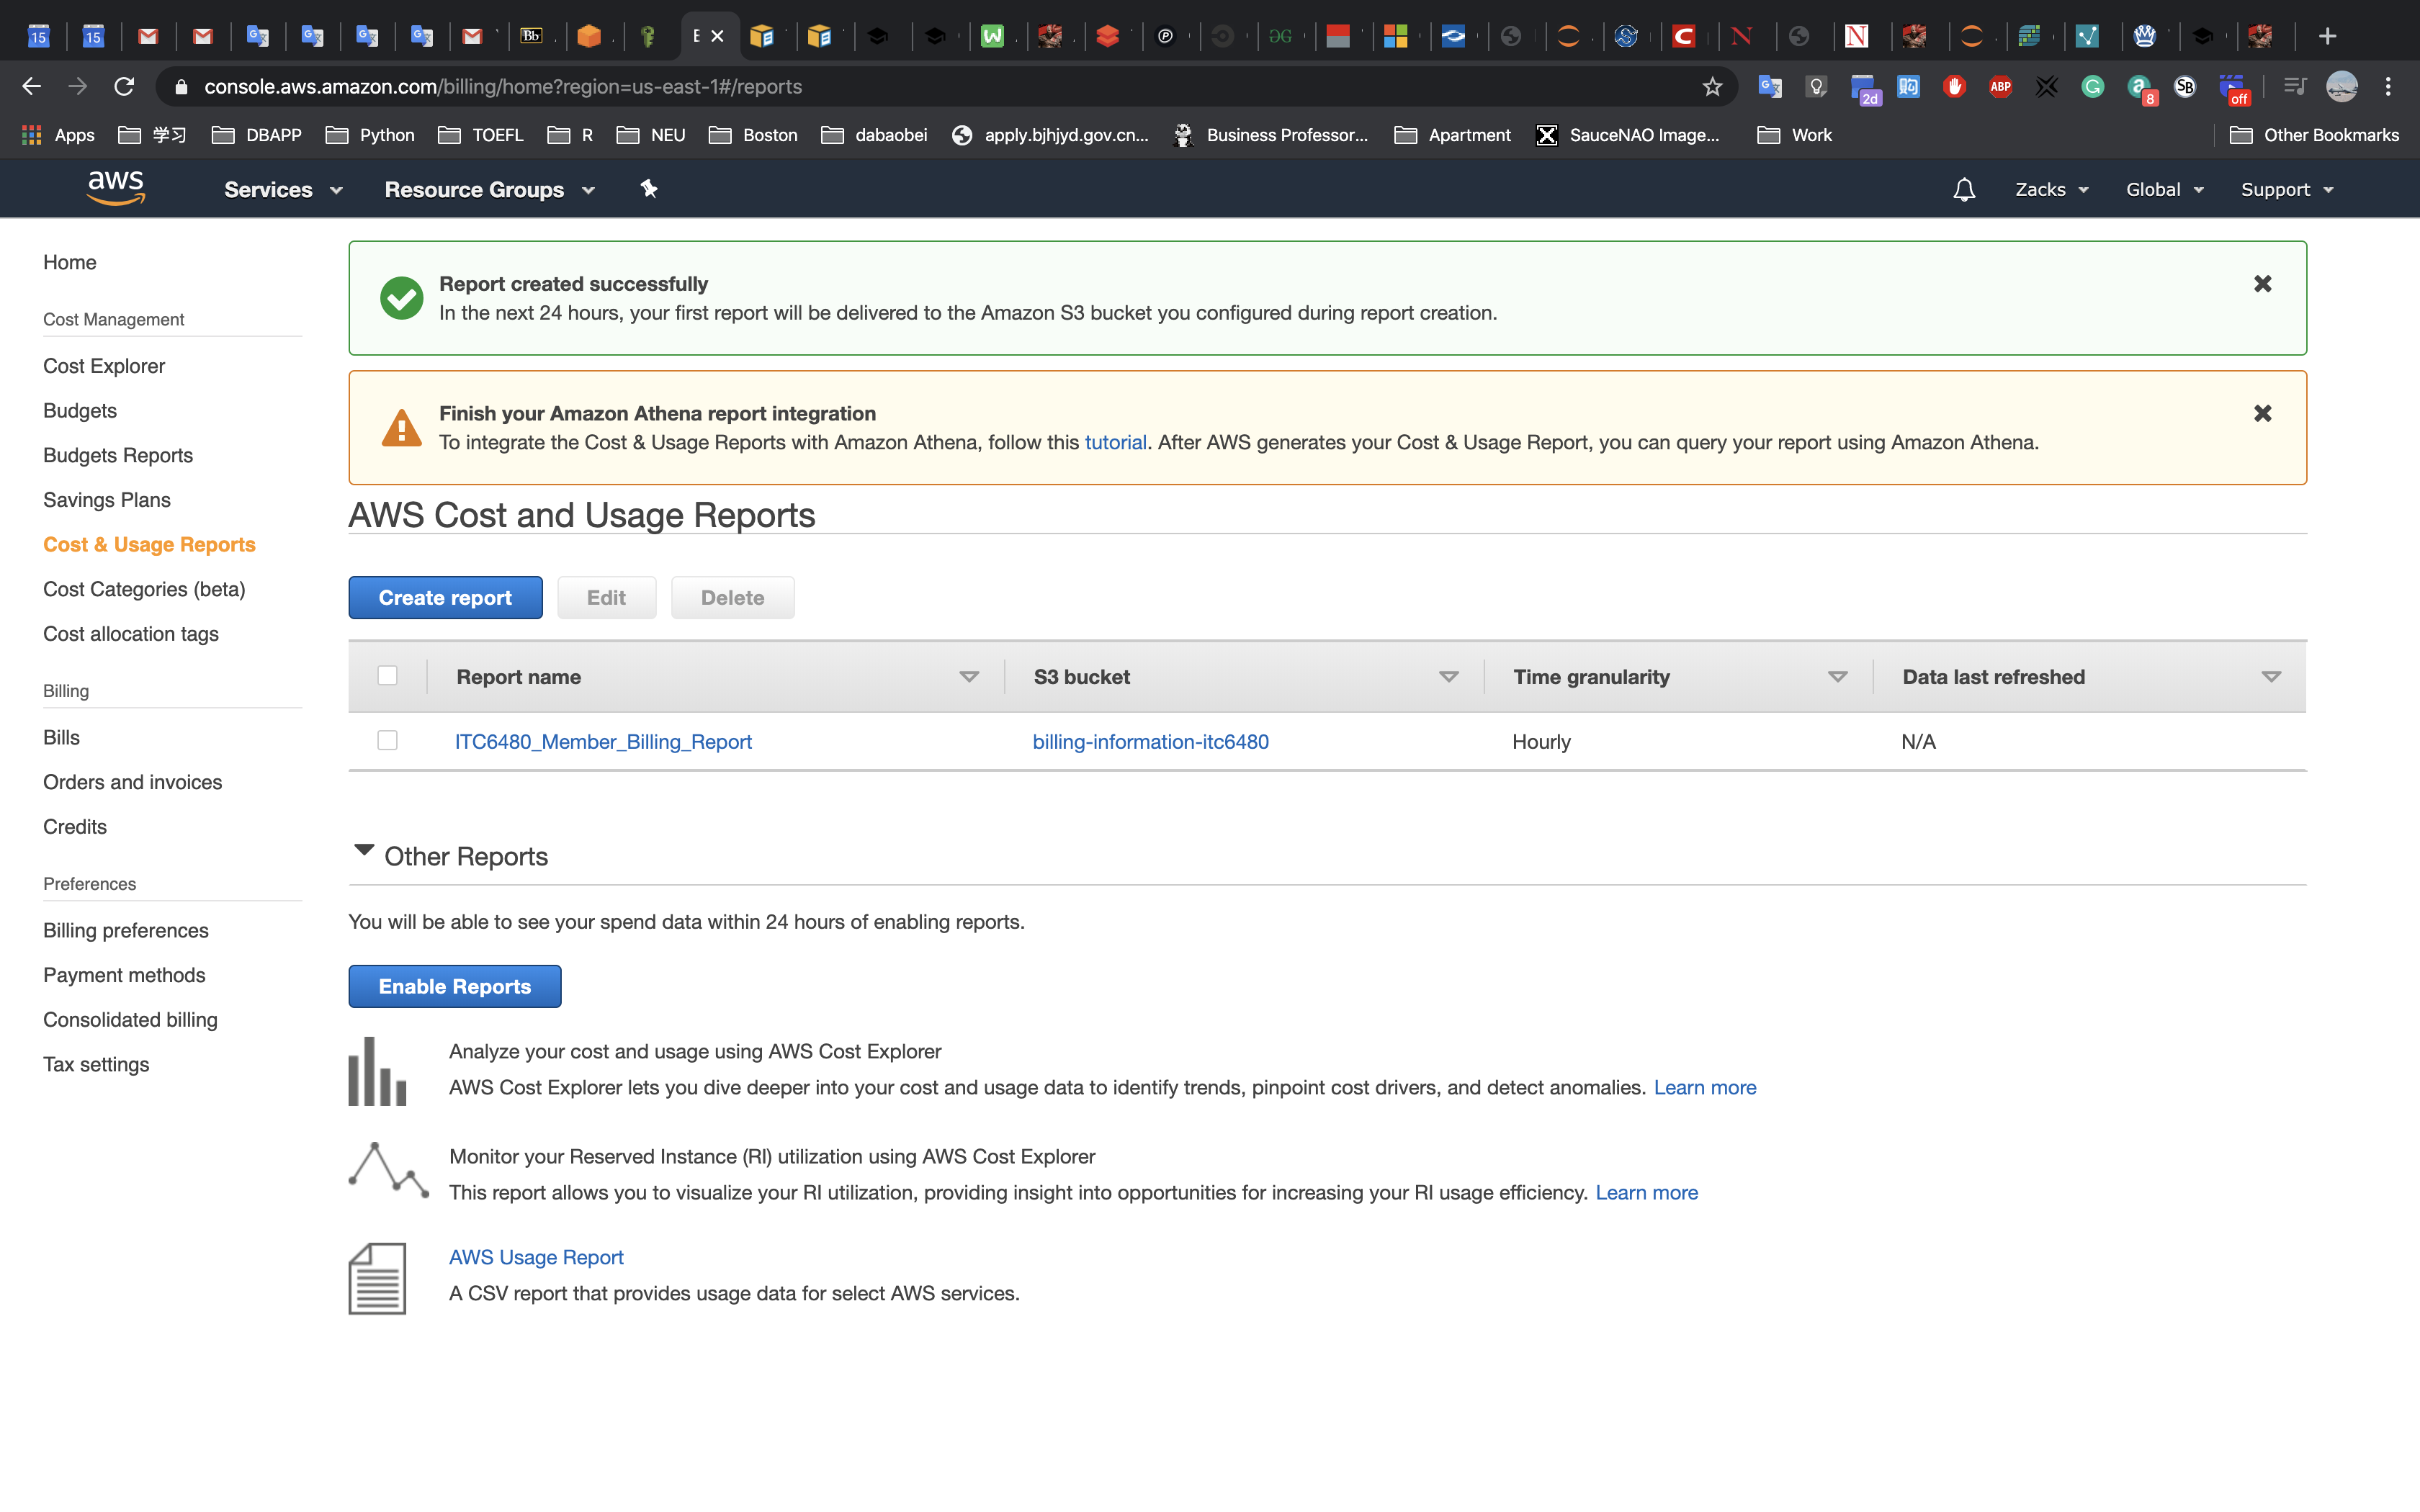 15
15
Bb
E
W
P
GG
C
N
N
console.aws.amazon.com/billing/home?region=us-east-1#/reports
2d
ABP
8
SB
off
Apps
学习
DBAPP
Python
TOEFL
R
NEU
Boston
dabaobei
apply.bjhjyd.gov.cn...
Business Professor...
Apartment
SauceNAO Image...
Work
Other Bookmarks
aws
Services
Resource Groups
Zacks
Global
Support
Home
Cost Management
Cost Explorer
Budgets
Budgets Reports
Savings Plans
Cost & Usage Reports
Cost Categories (beta)
Cost allocation tags
Billing
Bills
Orders and invoices
Credits
Preferences
Billing preferences
Payment methods
Consolidated billing
Tax settings
Report created successfully
In the next 24 hours, your first report will be delivered to the Amazon S3 bucket you configured during report creation.
Finish your Amazon Athena report integration
To integrate the Cost & Usage Reports with Amazon Athena, follow this tutorial. After AWS generates your Cost & Usage Report, you can query your report using Amazon Athena.
AWS Cost and Usage Reports
Create report
Edit
Delete
Report name
S3 bucket
Time granularity
Data last refreshed
ITC6480_Member_Billing_Report
billing-information-itc6480
Hourly
N/A
Other Reports
You will be able to see your spend data within 24 hours of enabling reports.
Enable Reports
Analyze your cost and usage using AWS Cost Explorer
AWS Cost Explorer lets you dive deeper into your cost and usage data to identify trends, pinpoint cost drivers, and detect anomalies. Learn more
Monitor your Reserved Instance (RI) utilization using AWS Cost Explorer
This report allows you to visualize your RI utilization, providing insight into opportunities for increasing your RI usage efficiency. Learn more
AWS Usage Report
A CSV report that provides usage data for select AWS services.